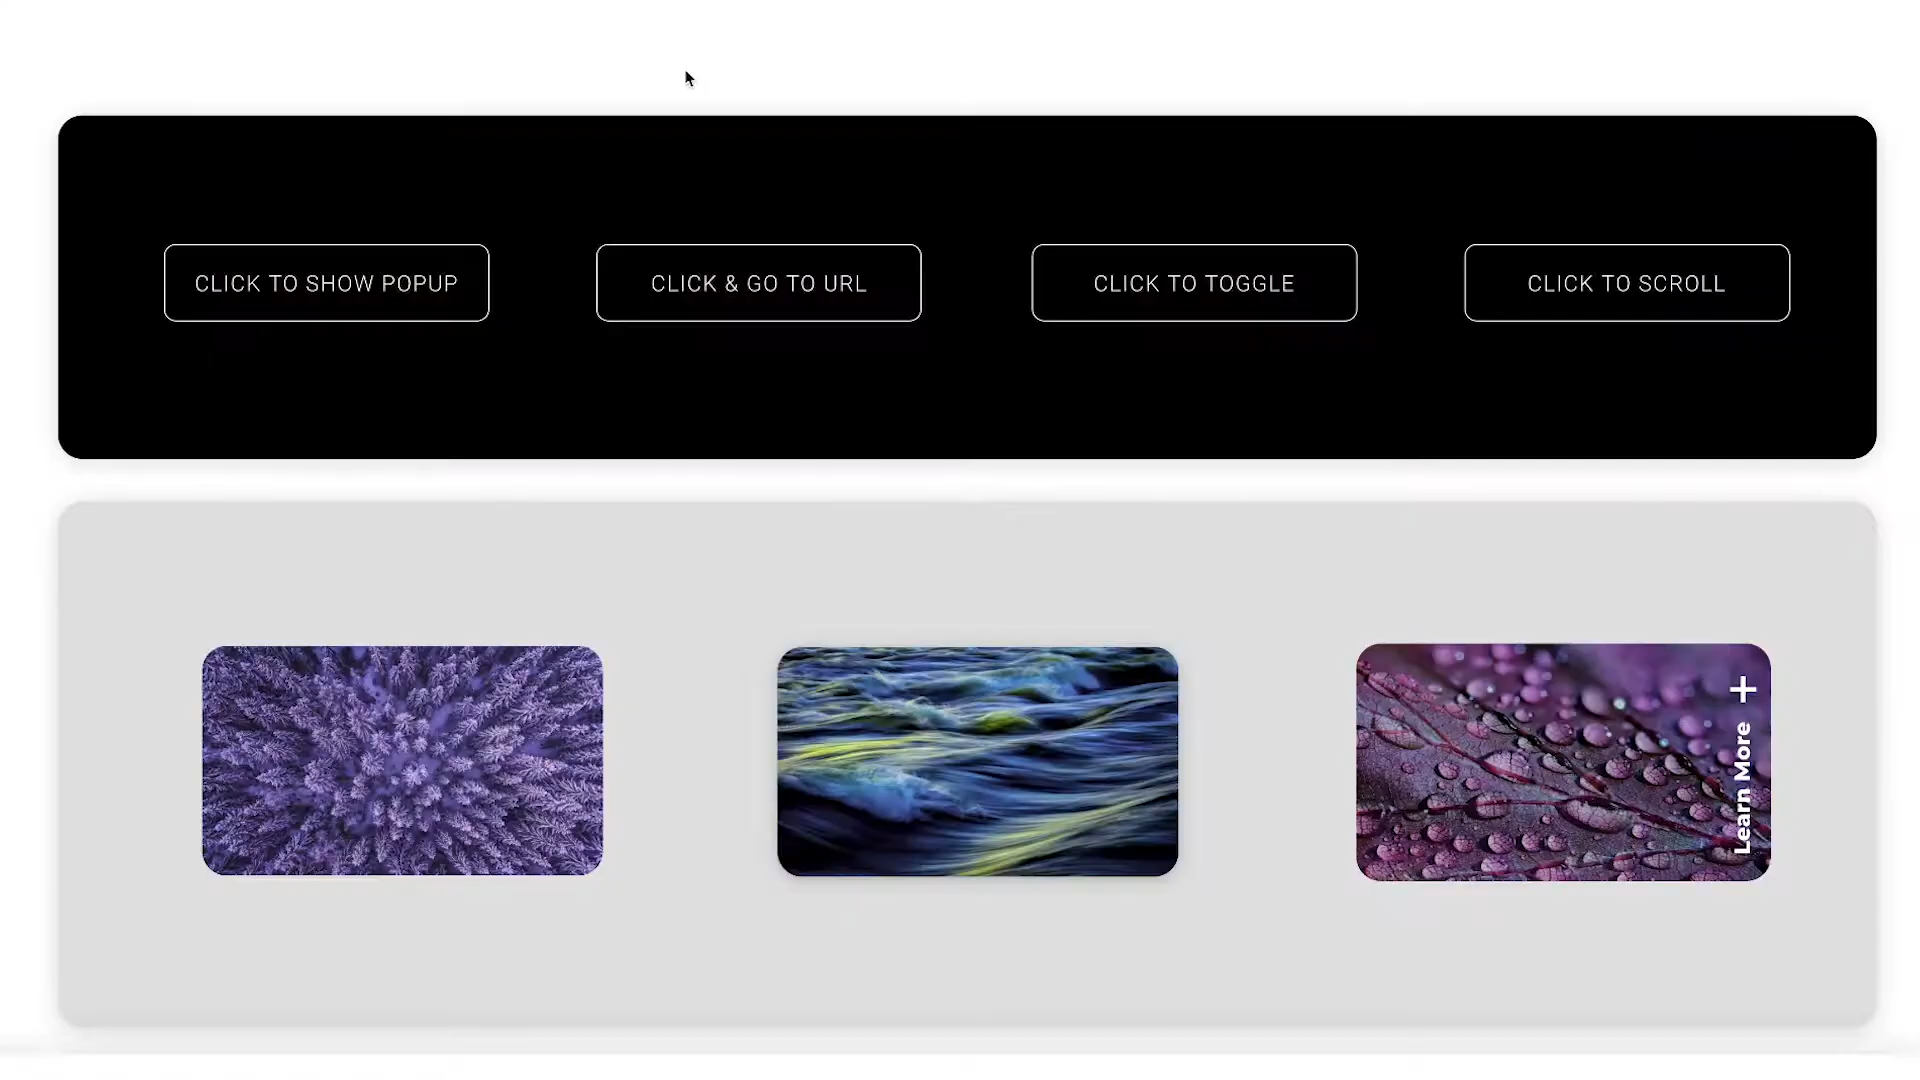 CLICK TO SHOW POPUP
CLICK & GO TO URL
CLICK TO TOGGLE
CLICK TO SCROLL
Learn More